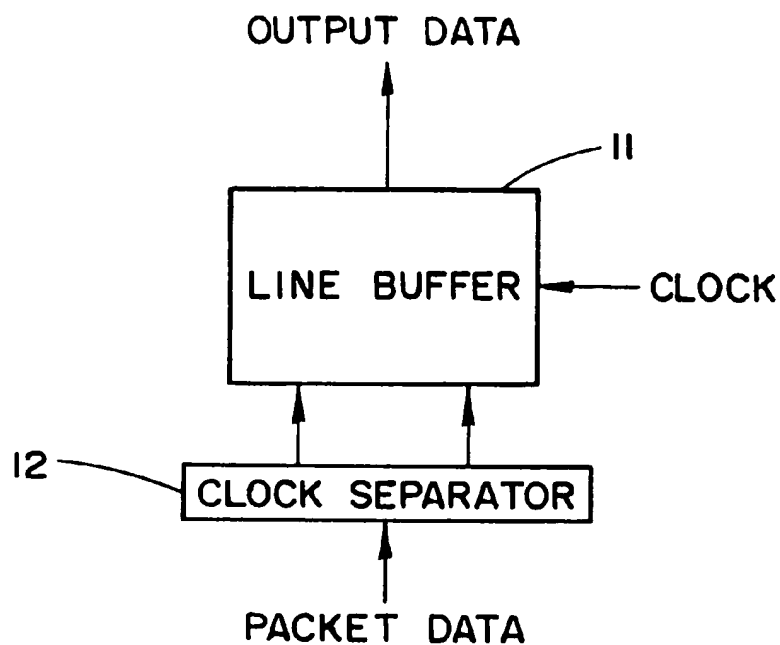 OUTPUT DATA
11
LINE BUFFER
CLOCK
12
CLOCK SEPARATOR
PACKET DATA